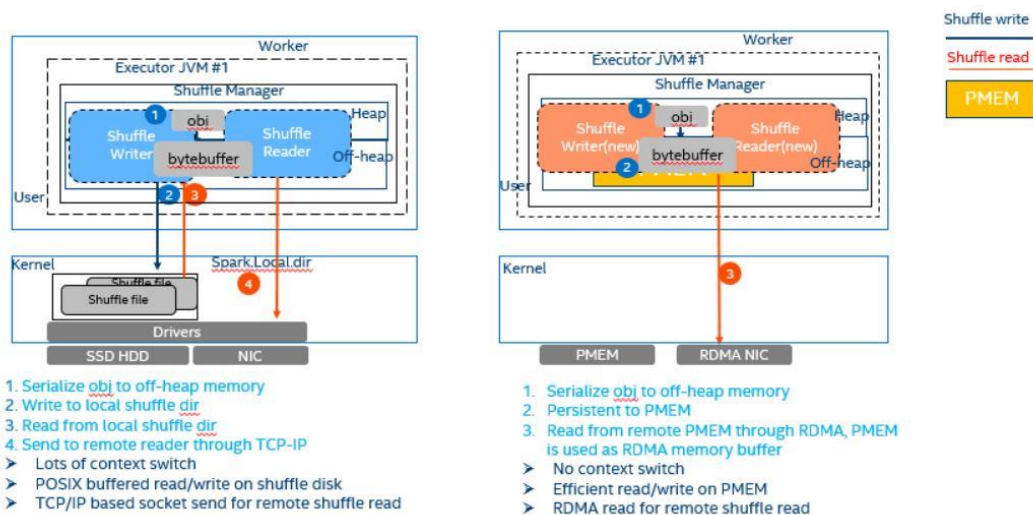 Shuffle write
Shuffle read
PMEM
Worker
Executor JVM #1
Shuffle Manager
1
obj
Heap
Shuffle
Writer
Shuffle
Reader
bytebuffer
Off-heap
2
3
User
Kernel
Spark.Local.dir
4
Shuffle file
Shuffle file
Drivers
SSD HDD
NIC
1. Serialize obj to off-heap memory
2. Write to local shuffle dir
3. Read from local shuffle dir
4. Send to remote reader through TCP-IP
➤ Lots of context switch
➤ POSIX buffered read/write on shuffle disk
➤ TCP/IP based socket send for remote shuffle read
Worker
Executor JVM #1
Shuffle Manager
1
obj
Heap
Shuffle
Writer(new)
Shuffle
Reader(new)
bytebuffer
2
Off-heap
User
Kernel
3
PMEM
RDMA NIC
1. Serialize obj to off-heap memory
2. Persistent to PMEM
3. Read from remote PMEM through RDMA, PMEM
is used as RDMA memory buffer
➤ No context switch
➤ Efficient read/write on PMEM
➤ RDMA read for remote shuffle read